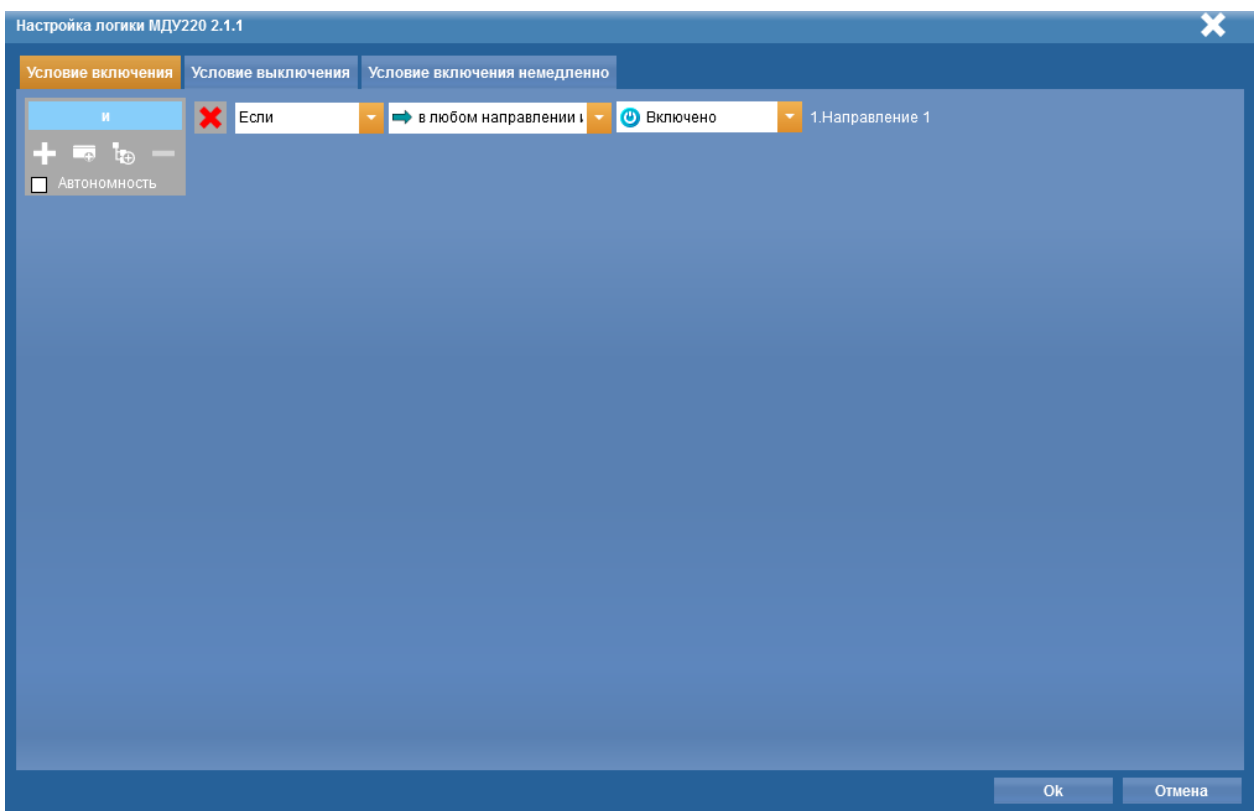 Настройка логики МДУ220 2.1.1
Условие включения Условие выключения Условие включения немедленно
и Если в любом направлении Включено 1.Направление 1
Автономность
Ok Отмена